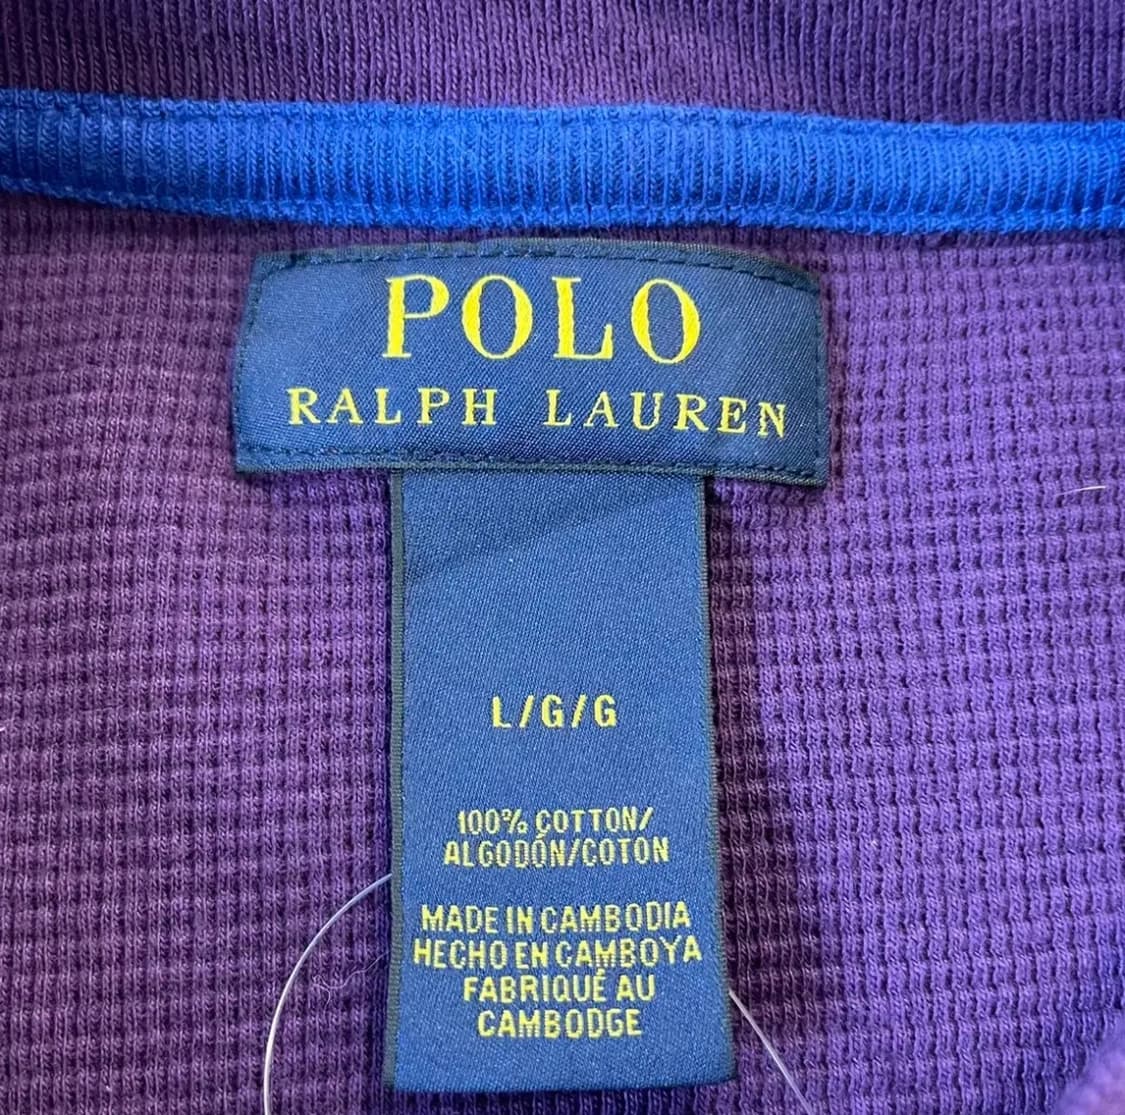 POLO
RALPH LAUREN
L/G/G
100% COTTON/
ALGODÓN/COTON
MADE IN CAMBODIA
HECHO EN CAMBOYA
FABRIQUÉ AU
CAMBODGE